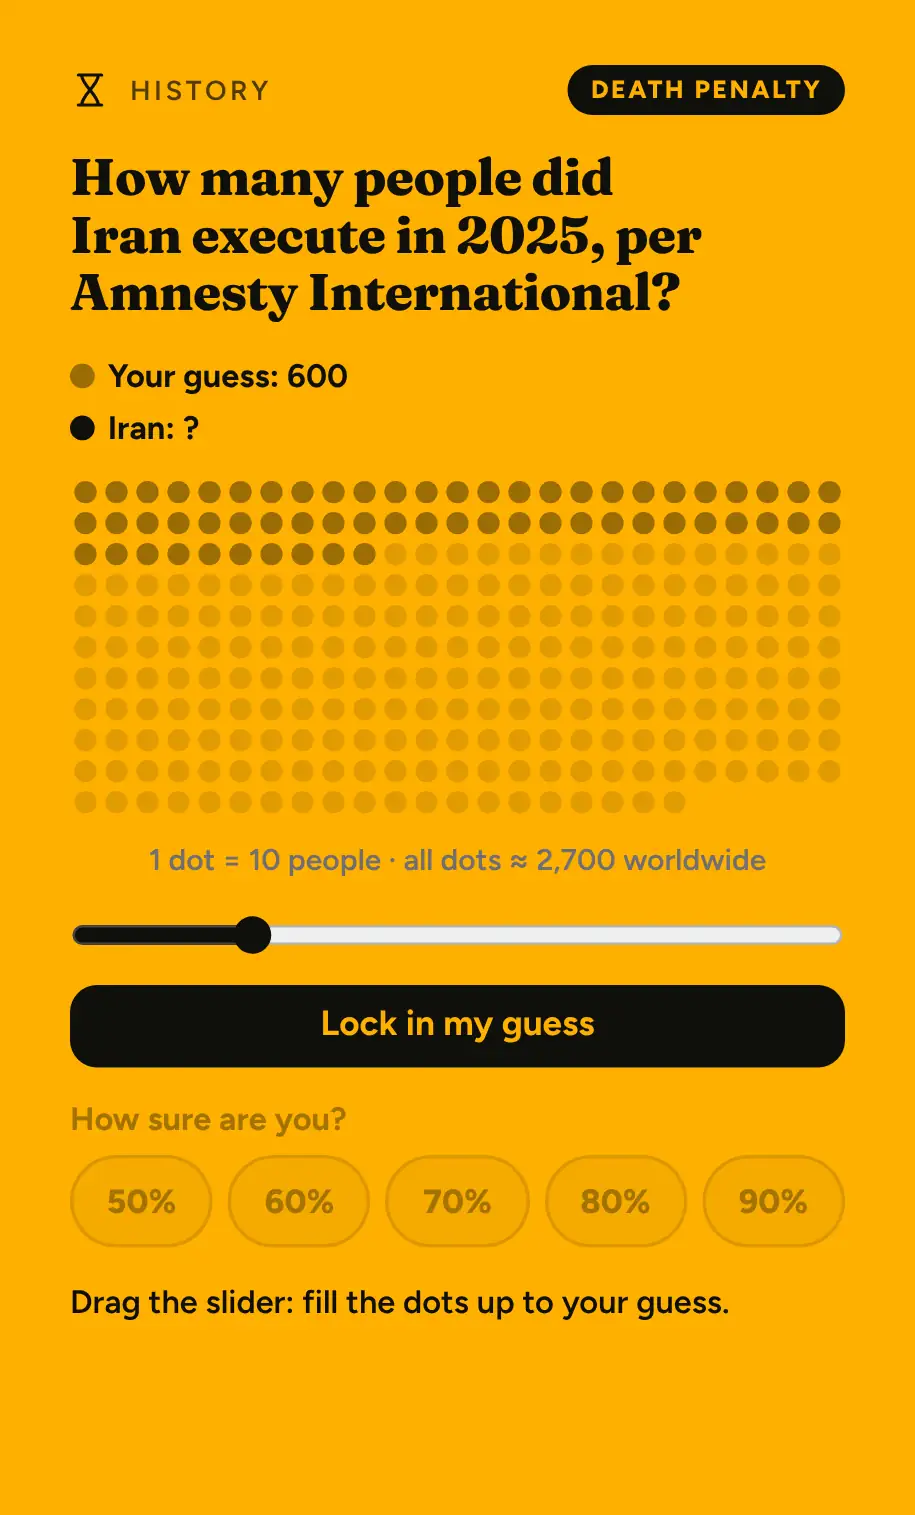 HISTORY
DEATH PENALTY
How many people did
Iran execute in 2025, per
Amnesty International?
Your guess: 600
Iran: ?
1 dot = 10 people · all dots ≈ 2,700 worldwide
Lock in my guess
How sure are you?
50% 60% 70% 80% 90%
Drag the slider: fill the dots up to your guess.